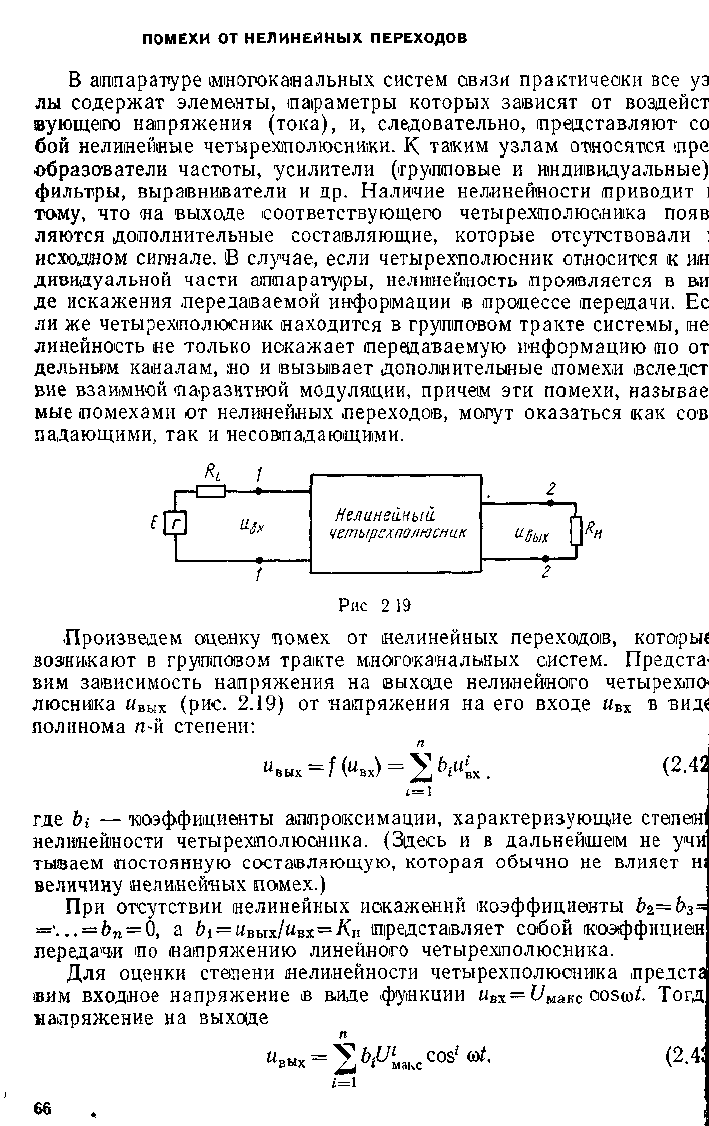 ПОМЕХИ ОТ НЕЛИНЕЙНЫХ ПЕРЕХОДОВ
В аппаратуре многоканальных систем связи практически все уз
лы содержат элементы, параметры которых зависят от воздейст
вующего напряжения (тока), и, следовательно, представляют со
бой нелинейные четырехполюсники. К таким узлам относятся пре
образователи частоты, усилители (групповые и индивидуальные)
фильтры, выравниватели и др. Наличие нелинейности приводит
тому, что на выходе соответствующего четырехполюсника появ
ляются дополнительные составляющие, которые отсутствовали
исходном сигнале. В случае, если четырехполюсник относится к ин
дивидуальной части аппаратуры, нелинейность проявляется в ви
де искажения передаваемой информации в процессе передачи. Ес
ли же четырехполюсник находится в групповом тракте системы, не
линейность не только искажает передаваемую информацию по от
дельным каналам, но и вызывает дополнительные помехи вследст
вие взаимной паразитной модуляции, причем эти помехи, называе
мые помехами от нелинейных переходов, могут оказаться как сов
падающими, так и несовпадающими.
R_i 1 2
E Г u_вх Нелинейный
четырехполюсник u_вых R_н
1 2
Рис 2 19
Произведем оценку помех от нелинейных переходов, которые
возникают в групповом тракте многоканальных систем. Предста-
вим зависимость напряжения на выходе нелинейного четырехпо-
люсника u_вых (рис. 2.19) от напряжения на его входе u_вх в виде
полинома n-й степени:
u_вых = f (u_вх) = ∑_{i=1}^{n} b_i u^i_вх . (2.42
где b_i — коэффициенты аппроксимации, характеризующие степен
нелинейности четырехполюсника. (Здесь и в дальнейшем не учи
тываем постоянную составляющую, которая обычно не влияет н
величину нелинейных помех.)
При отсутствии нелинейных искажений коэффициенты b₂=b₃=
=...=b_n=0, а b₁=u_вых/u_вх=K_н представляет собой коэффициен
передачи по напряжению линейного четырехполюсника.
Для оценки степени нелинейности четырехполюсника предста
вим входное напряжение в виде функции u_вх=U_макс cosωt. Тогд
напряжение на выходе
u_вых = ∑_{i=1}^{n} b_i U^i_макс cos^i ωt. (2.43
66